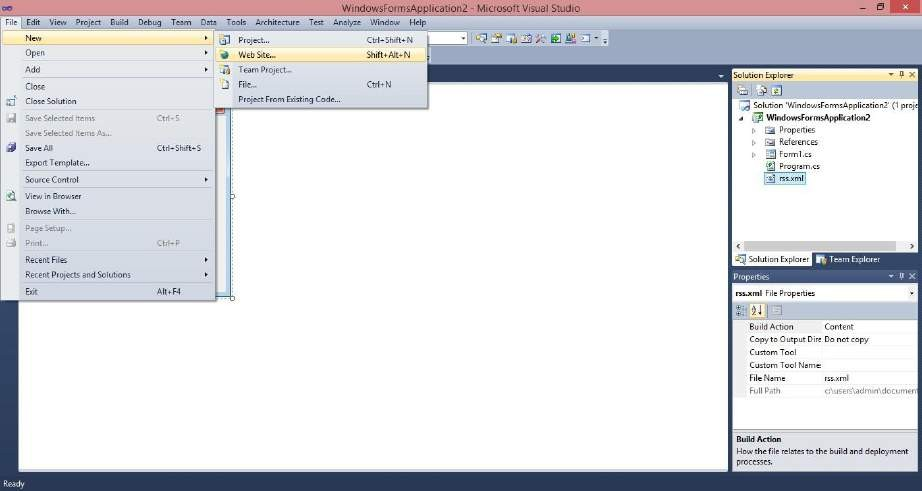 WindowsFormsApplication2 - Microsoft Visual Studio
File Edit View Project Build Debug Team Data Tools Architecture Test Analyze Window Help
New
Open
Add
Close
Close Solution
Save Selected Items Ctrl+S
Save Selected Items As...
Save All Ctrl+Shift+S
Export Template...
Source Control
View in Browser
Browse With...
Page Setup...
Print... Ctrl+P
Recent Files
Recent Projects and Solutions
Exit Alt+F4
Project... Ctrl+Shift+N
Web Site... Shift+Alt+N
Team Project...
File... Ctrl+N
Project From Existing Code...
Solution Explorer
Solution 'WindowsFormsApplication2' (1 proje
WindowsFormsApplication2
Properties
References
Form1.cs
Program.cs
rss.xml
Solution Explorer Team Explorer
Properties
rss.xml File Properties
Build Action Content
Copy to Output Dire Do not copy
Custom Tool
Custom Tool Name
File Name rss.xml
Full Path c:\users\admin\document
Build Action
How the file relates to the build and deployment
processes.
Ready